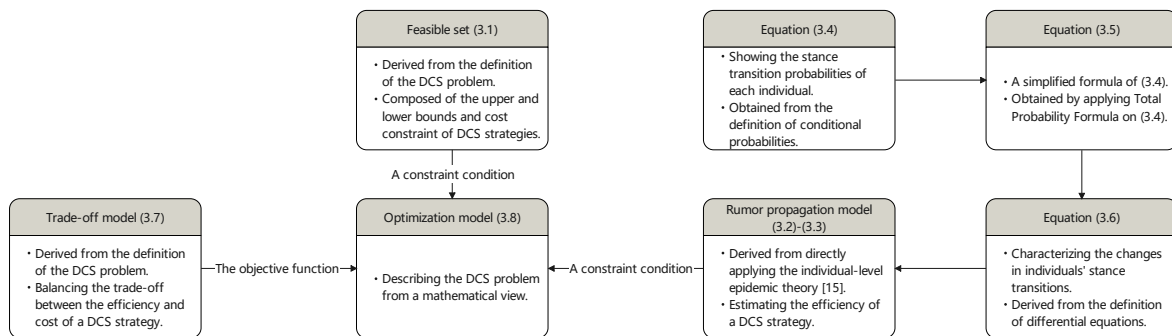 Feasible set (3.1)
• Derived from the definition
of the DCS problem.
• Composed of the upper and
lower bounds and cost
constraint of DCS strategies.
Equation (3.4)
• Showing the stance
transition probabilities of
each individual.
• Obtained from the
definition of conditional
probabilities.
Equation (3.5)
• A simplified formula of (3.4).
• Obtained by applying Total
Probability Formula on (3.4).
A constraint condition
Trade-off model (3.7)
• Derived from the definition
of the DCS problem.
• Balancing the trade-off
between the efficiency and
cost of a DCS strategy.
The objective function
Optimization model (3.8)
• Describing the DCS problem
from a mathematical view.
A constraint condition
Rumor propagation model
(3.2)-(3.3)
• Derived from directly
applying the individual-level
epidemic theory [15].
• Estimating the efficiency of
a DCS strategy.
Equation (3.6)
• Characterizing the changes
in individuals' stance
transitions.
• Derived from the definition
of differential equations.